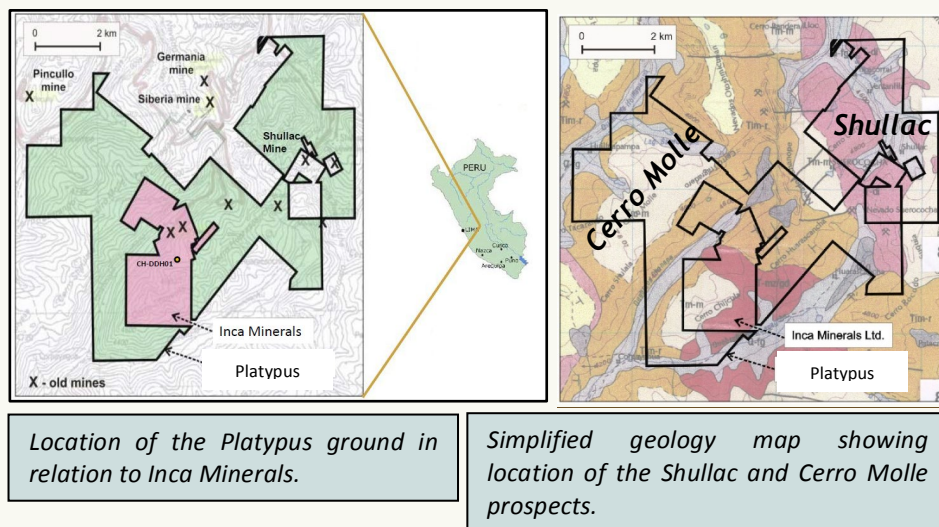 0 2 km
Germania
mine
X
Pincullo
mine
X
Siberia mine
X
Shullac
Mine
X X
X X
X
X X
CH-DDH01
Inca Minerals
Platypus
X - old mines
PERU
LIMA
Nazca
Cusco
Arequipa
Puno
0 2 km
Tim-r
Shullac
Cerro Molle
Tim-m
Inca Minerals Ltd.
Platypus
Location of the Platypus ground in
relation to Inca Minerals.
Simplified geology map showing
location of the Shullac and Cerro Molle
prospects.